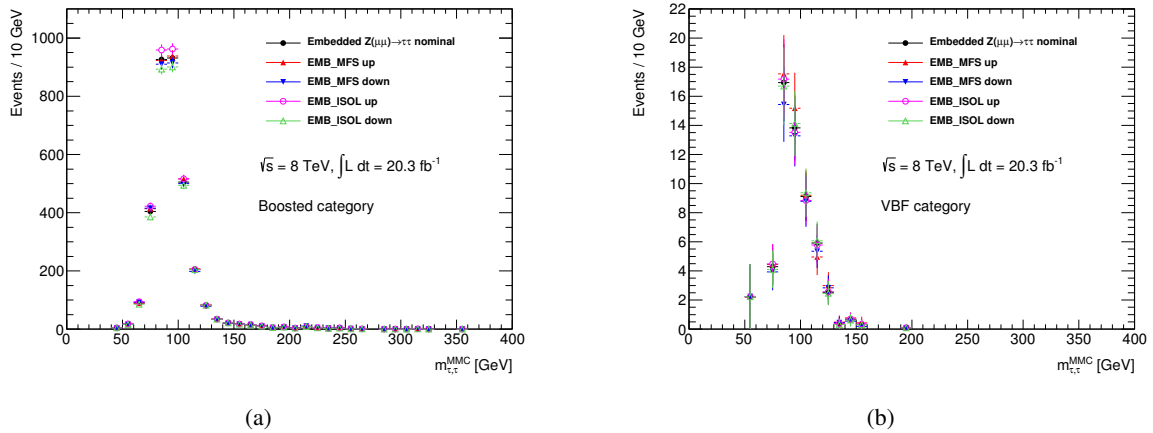 Events / 10 GeV
1000
800
600
400
200
0
Embedded Z(μμ)→ττ nominal
EMB_MFS up
EMB_MFS down
EMB_ISOL up
EMB_ISOL down
√s = 8 TeV, ∫L dt = 20.3 fb⁻¹
Boosted category
0 50 100 150 200 250 300 350 400
m_{τ,τ}^{MMC} [GeV]
(a)
Events / 10 GeV
22
20
18
16
14
12
10
8
6
4
2
0
Embedded Z(μμ)→ττ nominal
EMB_MFS up
EMB_MFS down
EMB_ISOL up
EMB_ISOL down
√s = 8 TeV, ∫L dt = 20.3 fb⁻¹
VBF category
0 50 100 150 200 250 300 350 400
m_{τ,τ}^{MMC} [GeV]
(b)